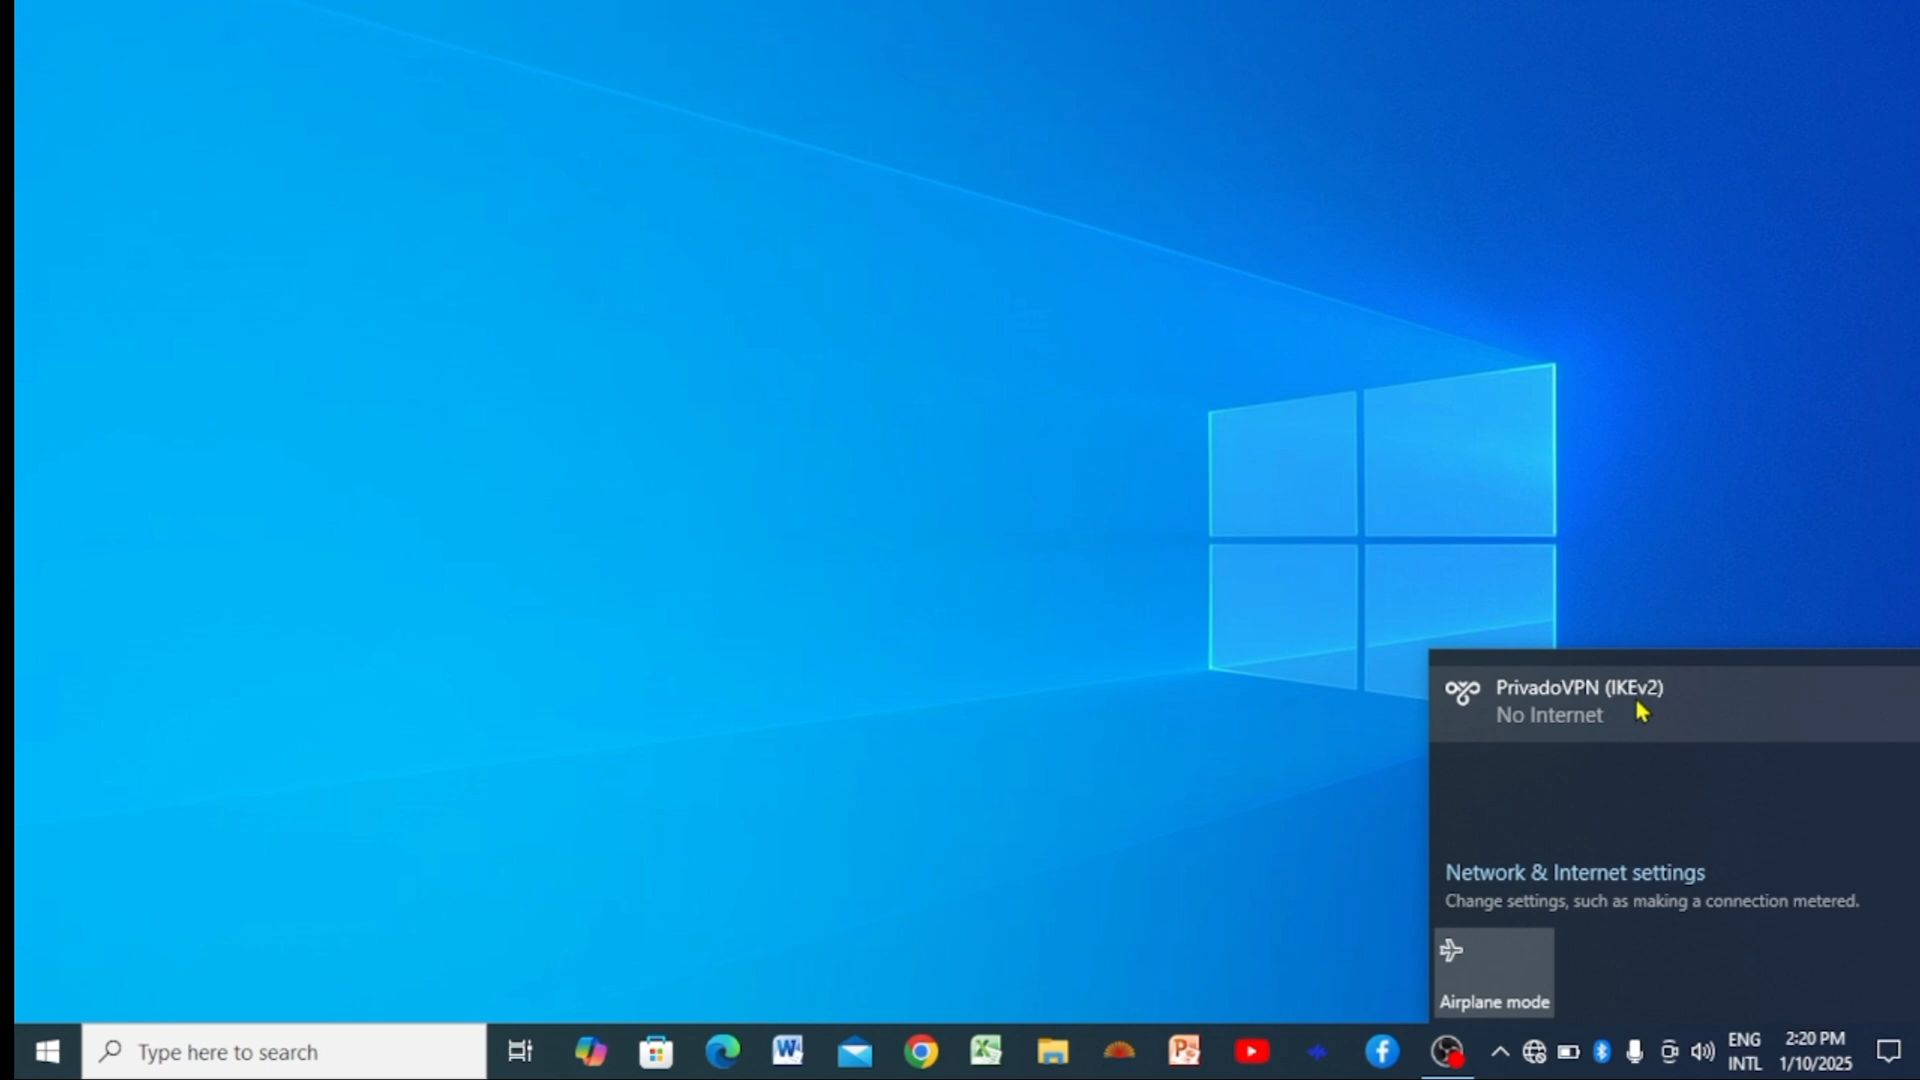 PrivadoVPN (IKEv2)
No Internet
Network & Internet settings
Change settings, such as making a connection metered.
Airplane mode
Type here to search
ENG
INTL
2:20 PM
1/10/2025